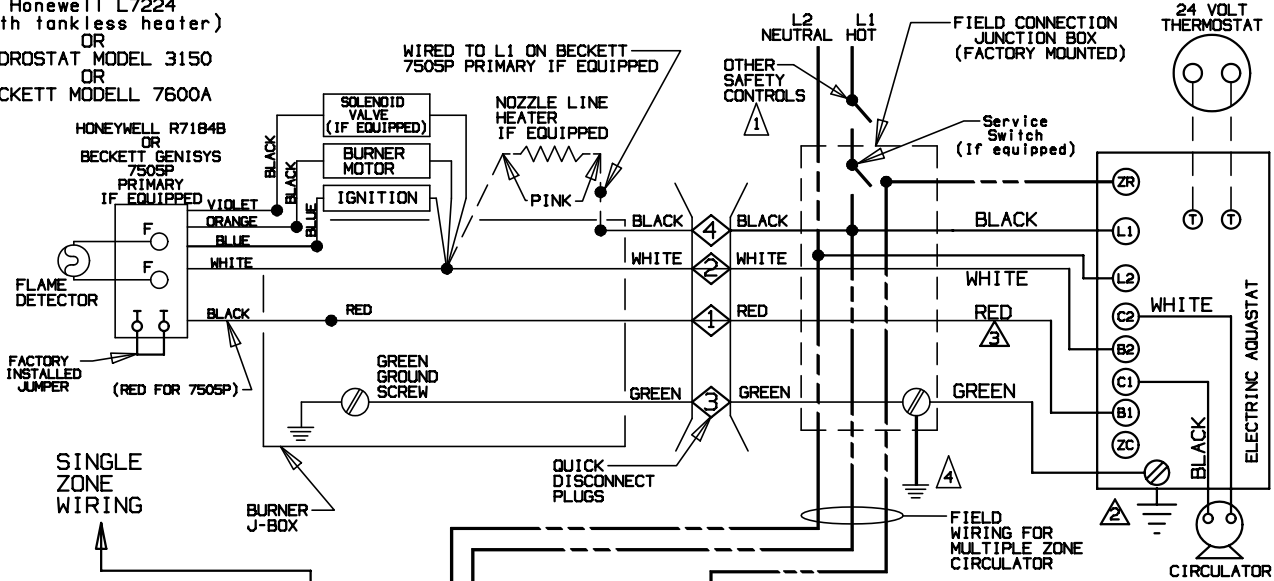 Honewell L7224
th tankless heater)
OR
DROSTAT MODEL 3150
OR
CKETT MODELL 7600A
HONEYWELL R7184B
OR
BECKETT GENISYS
7505P
PRIMARY
IF EQUIPPED
SOLENOID
VALVE
(IF EQUIPPED)
BURNER
MOTOR
IGNITION
BLACK
BLACK
BLUE
VIOLET
ORANGE
BLUE
WHITE
BLACK
RED
F
F
T T
FLAME
DETECTOR
FACTORY
INSTALLED
JUMPER
(RED FOR 7505P)
GREEN
GROUND
SCREW
BURNER
J-BOX
SINGLE
ZONE
WIRING
WIRED TO L1 ON BECKETT
7505P PRIMARY IF EQUIPPED
NOZZLE LINE
HEATER
IF EQUIPPED
PINK
BLACK
4
BLACK
WHITE
2
WHITE
1
RED
GREEN
3
GREEN
QUICK
DISCONNECT
PLUGS
L2
NEUTRAL
L1
HOT
OTHER
SAFETY
CONTROLS
1
FIELD CONNECTION
JUNCTION BOX
(FACTORY MOUNTED)
Service
Switch
(If equipped)
BLACK
WHITE
RED
3
GREEN
4
FIELD
WIRING FOR
MULTIPLE ZONE
CIRCULATOR
24 VOLT
THERMOSTAT
T T
T T
ZR
L1
L2
C2
WHITE
B2
C1
B1
ZC
BLACK
ELECTRINC AQUASTAT
2
CIRCULATOR